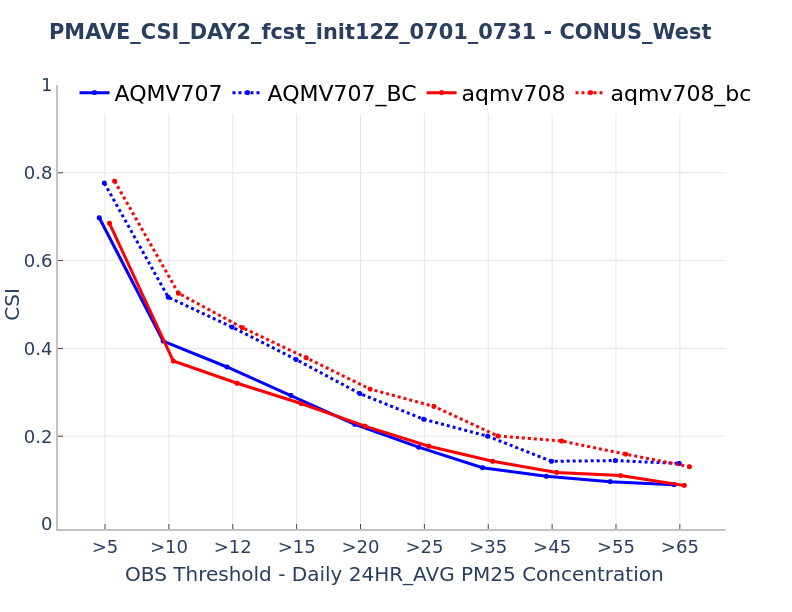 PMAVE_CSI_DAY2_fcst_init12Z_0701_0731 - CONUS_West
AQMV707 AQMV707_BC aqmv708 aqmv708_bc
1
0.8
0.6
0.4
0.2
0
CSI
>5 >10 >12 >15 >20 >25 >35 >45 >55 >65
OBS Threshold - Daily 24HR_AVG PM25 Concentration